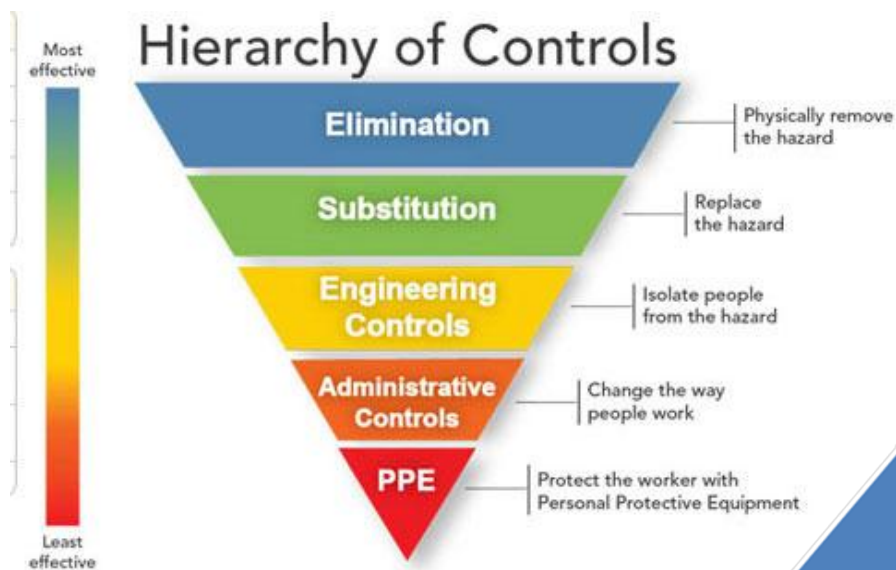 Hierarchy of Controls
Most
effective
Elimination
Physically remove
the hazard
Substitution
Replace
the hazard
Engineering
Controls
Isolate people
from the hazard
Administrative
Controls
Change the way
people work
PPE
Protect the worker with
Personal Protective Equipment
Least
effective